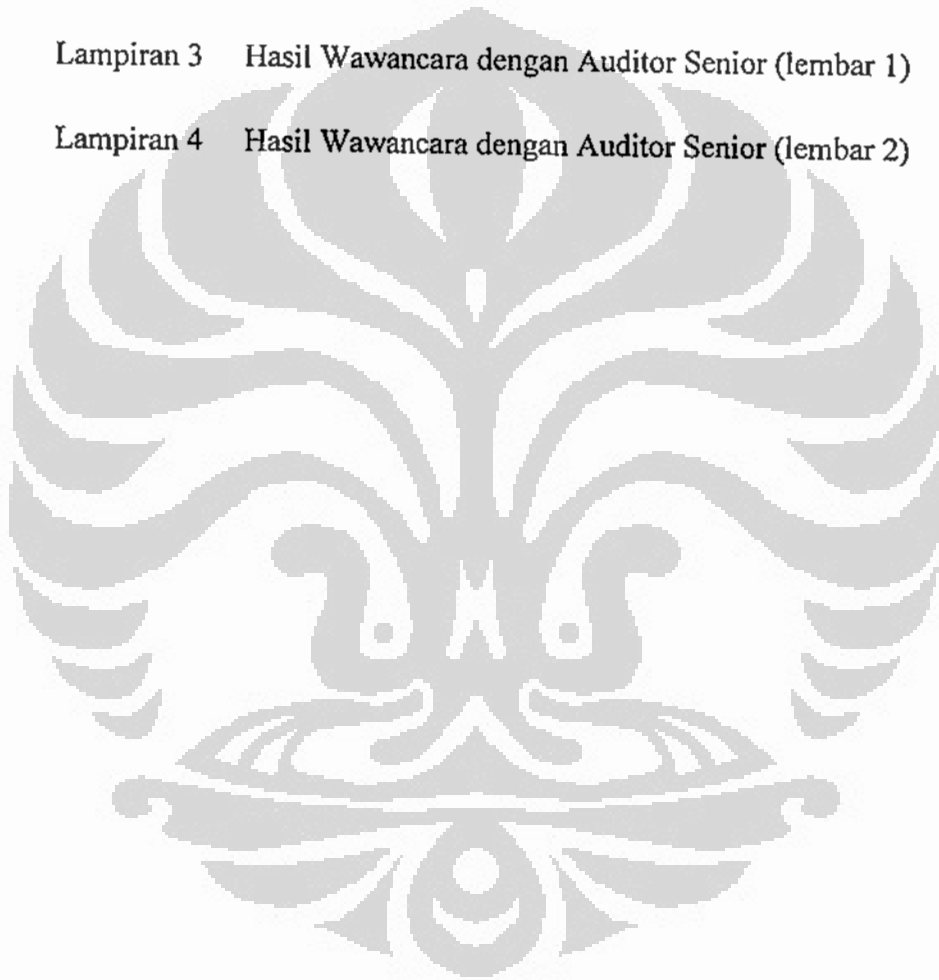 Lampiran 3 Hasil Wawancara dengan Auditor Senior (lembar 1)
Lampiran 4 Hasil Wawancara dengan Auditor Senior (lembar 2)